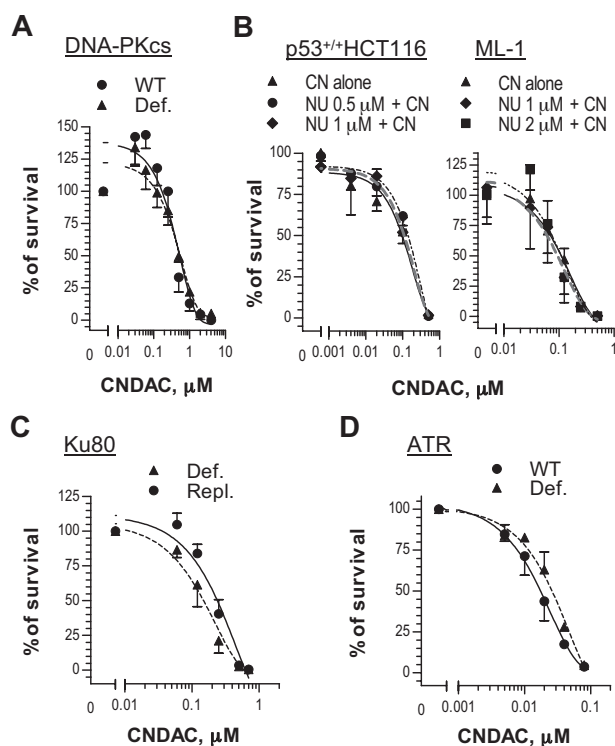 A
DNA-PKcs
WT
Def.
% of survival
150
125
100
75
50
25
0
0
0.01
0.1
1
10
CNDAC, μM
B
p53+/+HCT116
CN alone
NU 0.5 μM + CN
NU 1 μM + CN
% of survival
100
75
50
25
0
0
0.001
0.01
0.1
1
CNDAC, μM
ML-1
CN alone
NU 1 μM + CN
NU 2 μM + CN
125
100
75
50
25
0
0
0.01
0.1
1
C
Ku80
Def.
Repl.
% of survival
125
100
75
50
25
0
0
0.01
0.1
1
CNDAC, μM
D
ATR
WT
Def.
% of survival
100
75
50
25
0
0
0.001
0.01
0.1
CNDAC, μM